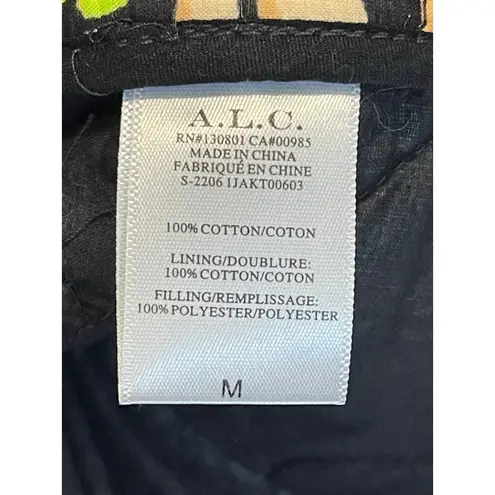 A.L.C.
RN#130801 CA#00985
MADE IN CHINA
FABRIQUÉ EN CHINE
S-2206 1JAKT00603
100% COTTON/COTON
LINING/DOUBLURE:
100% COTTON/COTON
FILLING/REMPLISSAGE:
100% POLYESTER/POLYESTER
M